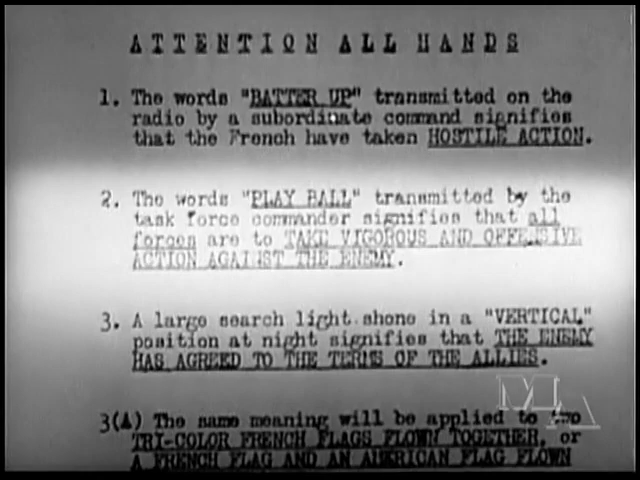 ATTENTION ALL HANDS
1. The words "BATTER UP" transmitted on the
radio by a subordinate command signifies
that the French have taken HOSTILE ACTION.
2. The words "PLAY BALL" transmitted by the
task force commander signifies that all
forces are to TAKE VIGOROUS AND OFFENSIVE
ACTION AGAINST THE ENEMY.
3. A large search light shone in a "VERTICAL"
position at night signifies that THE ENEMY
HAS AGREED TO THE TERMS OF THE ALLIES.
3(A) The same meaning will be applied to two
TRI-COLOR FRENCH FLAGS FLOWN TOGETHER, or
A FRENCH FLAG AND AN AMERICAN FLAG FLOWN